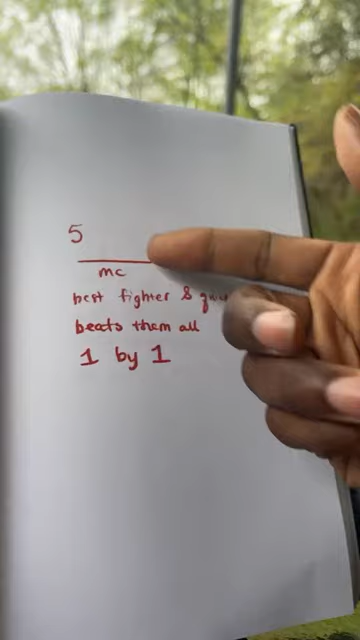 5
mc
best fighter &
beats them all
1 by 1